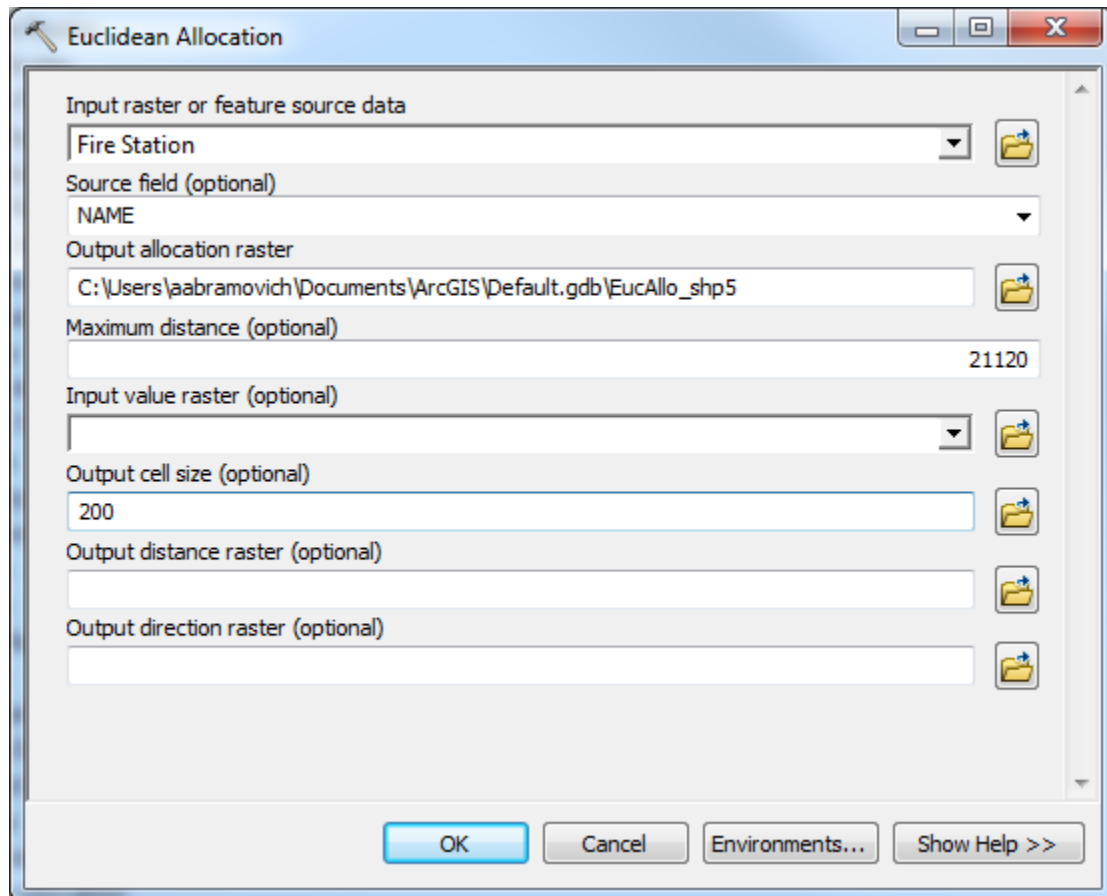 Euclidean Allocation
Input raster or feature source data
Fire Station
Source field (optional)
NAME
Output allocation raster
C:\Users\aabramovich\Documents\ArcGIS\Default.gdb\EucAllo_shp5
Maximum distance (optional)
21120
Input value raster (optional)
Output cell size (optional)
200
Output distance raster (optional)
Output direction raster (optional)
OK Cancel Environments... Show Help >>